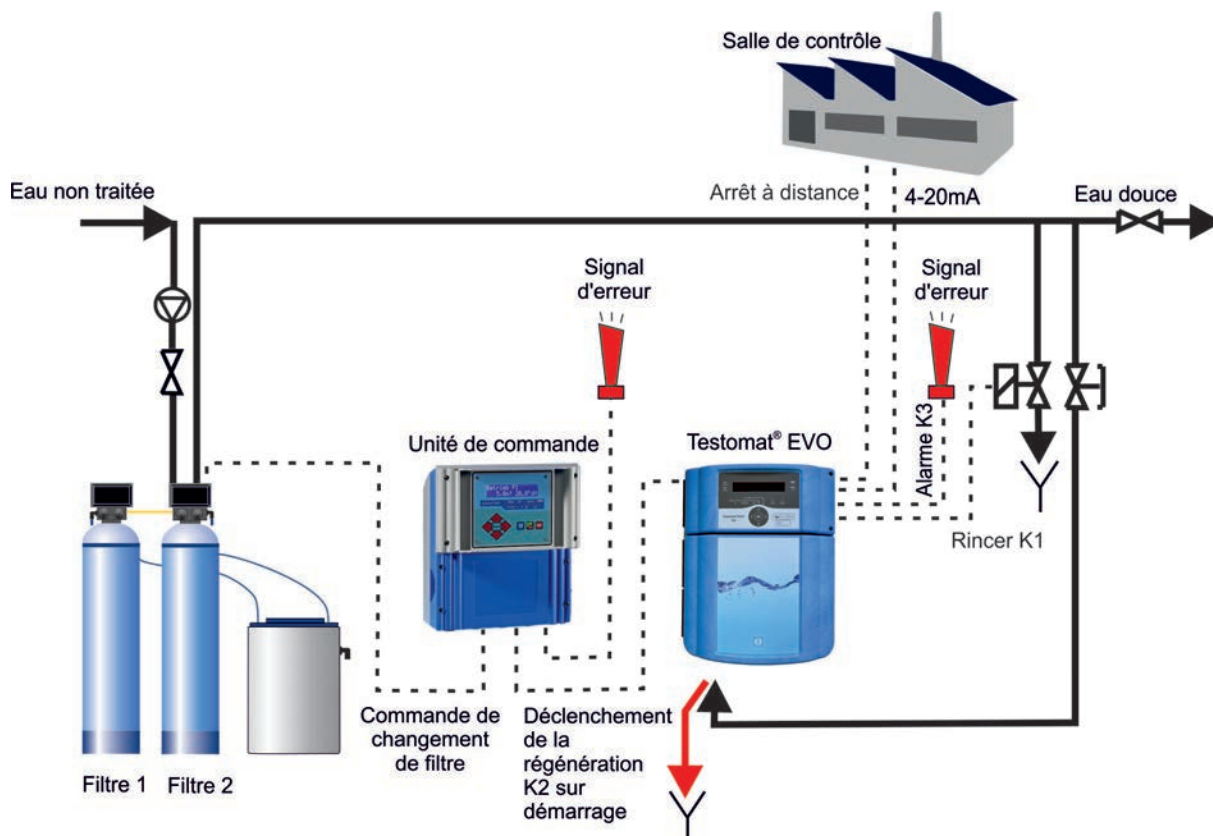 Salle de contrôle
Eau non traitée
Arrêt à distance
4-20mA
Eau douce
Signal
d'erreur
Signal
d'erreur
Unité de commande
Testomat® EVO
Alarme K3
Rincer K1
Commande de
changement
de filtre
Déclenchement
de la
régénération
K2 sur
démarrage
Filtre 1
Filtre 2